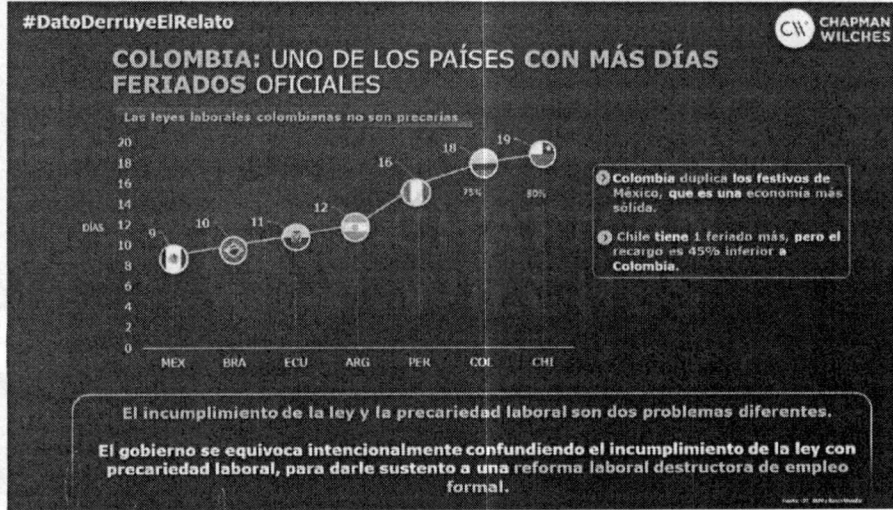 #DatoDerruyeElRelato
CHAPMAN
WILCHES
COLOMBIA: UNO DE LOS PAÍSES CON MÁS DÍAS
FERIADOS OFICIALES
Las leyes laborales colombianas no son precarias
20
18
16
14
12
10
8
6
4
2
0
DÍAS
9
10
11
12
16
18
19
75%
80%
MEX BRA ECU ARG PER COL CHI
Colombia duplica los festivos de
México, que es una economía más
sólida.
Chile tiene 1 feriado más, pero el
recargo es 45% inferior a
Colombia.
El incumplimiento de la ley y la precariedad laboral son dos problemas diferentes.
El gobierno se equivoca intencionalmente confundiendo el incumplimiento de la ley con
precariedad laboral, para darle sustento a una reforma laboral destructora de empleo
formal.